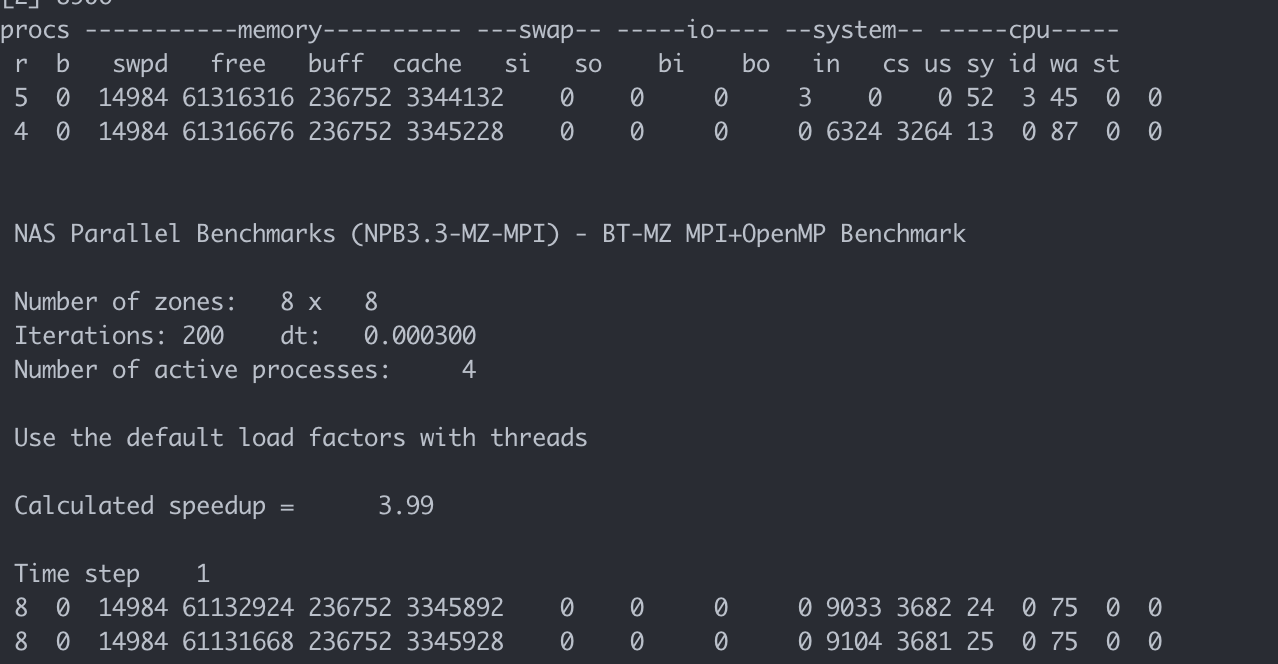 procs -----------memory---------- ---swap-- -----io---- --system-- -----cpu-----
 r  b   swpd   free   buff  cache   si   so    bi    bo   in   cs us sy id wa st
 5  0  14984 61316316 236752 3344132    0    0     0     3    0    0 52  3 45  0  0
 4  0  14984 61316676 236752 3345228    0    0     0     0 6324 3264 13  0 87  0  0
 NAS Parallel Benchmarks (NPB3.3-MZ-MPI) - BT-MZ MPI+OpenMP Benchmark
 Number of zones:   8 x   8
 Iterations: 200    dt:   0.000300
 Number of active processes:     4
 Use the default load factors with threads
 Calculated speedup =      3.99
 Time step    1
 8  0  14984 61132924 236752 3345892    0    0     0     0 9033 3682 24  0 75  0  0
 8  0  14984 61131668 236752 3345928    0    0     0     0 9104 3681 25  0 75  0  0